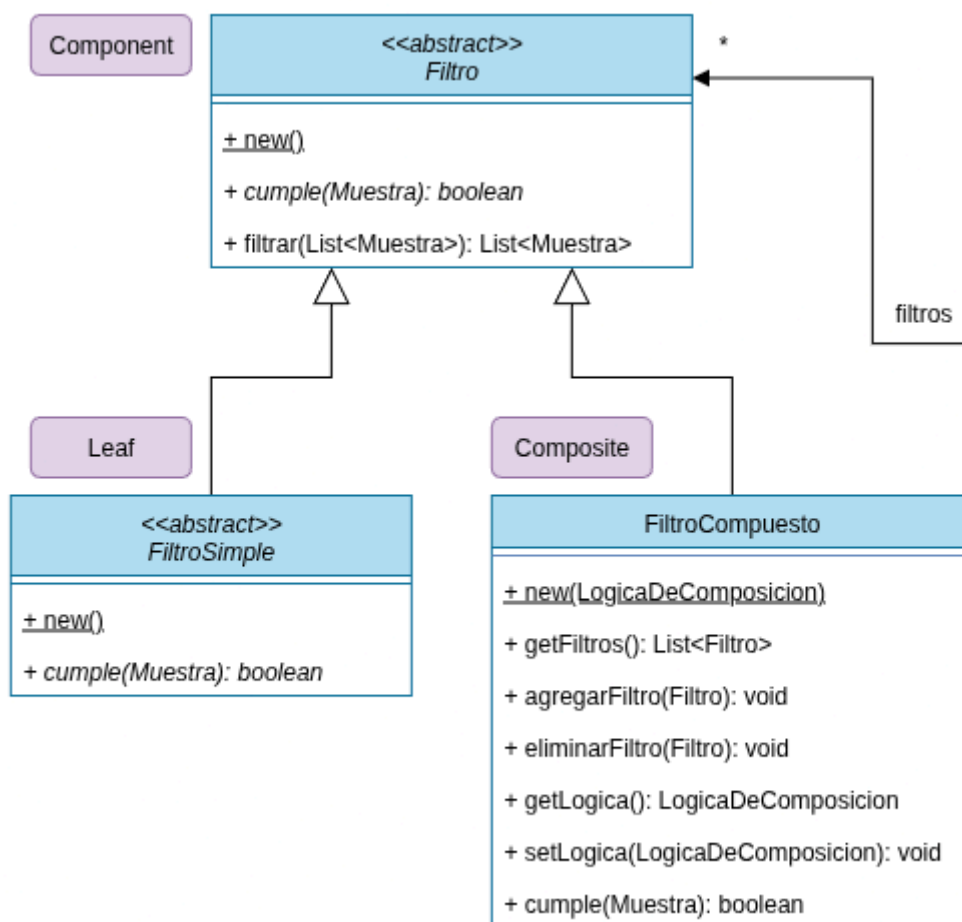 Component
<<abstract>>
Filtro
*
+ new()
+ cumple(Muestra): boolean
+ filtrar(List<Muestra>): List<Muestra>
filtros
Leaf
Composite
<<abstract>>
FiltroSimple
+ new()
+ cumple(Muestra): boolean
FiltroCompuesto
+ new(LogicaDeComposicion)
+ getFiltros(): List<Filtro>
+ agregarFiltro(Filtro): void
+ eliminarFiltro(Filtro): void
+ getLogica(): LogicaDeComposicion
+ setLogica(LogicaDeComposicion): void
+ cumple(Muestra): boolean